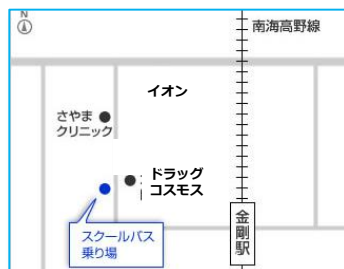 N
南海高野線
イオン
さやま
クリニック
ドラッグ
コスモス
スクールバス
乗り場
金剛駅